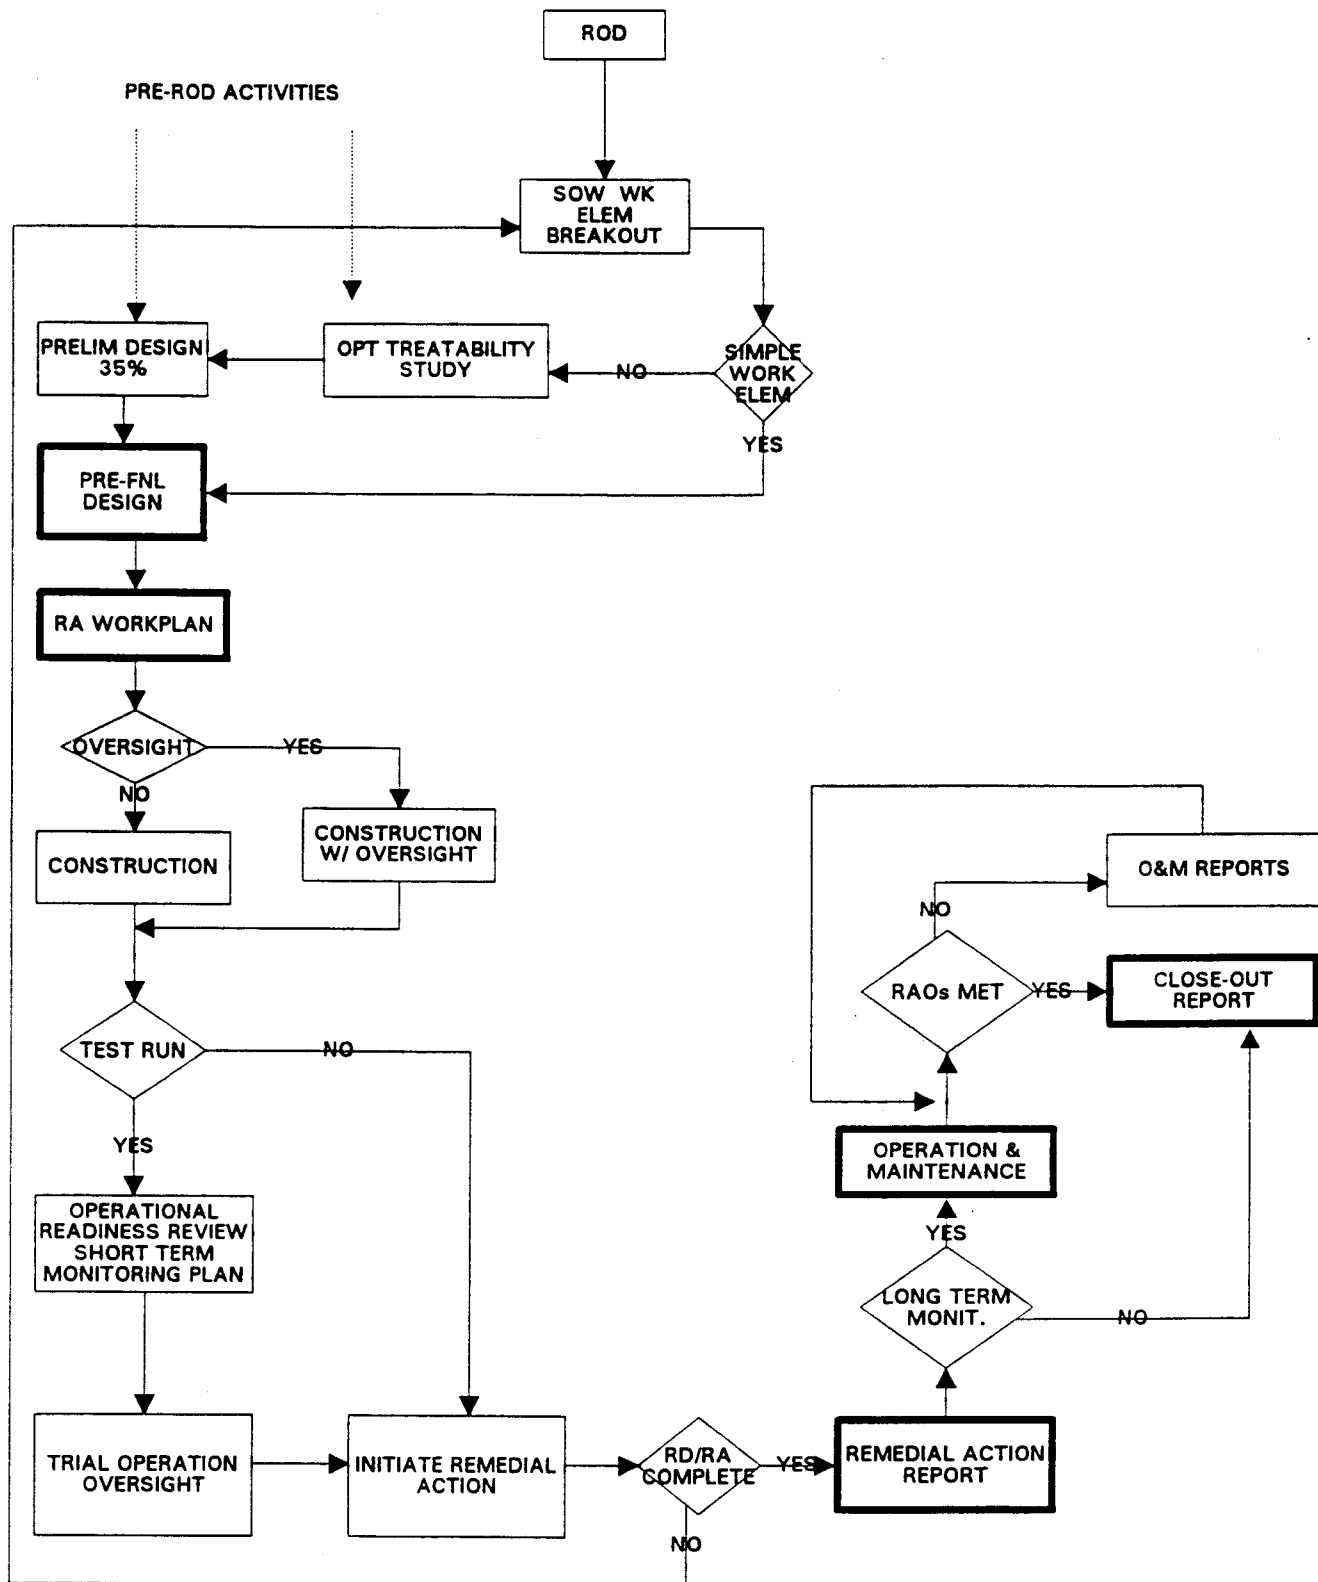 ROD
PRE-ROD ACTIVITIES
SOW WK
ELEM
BREAKOUT
PRELIM DESIGN
35%
OPT TREATABILITY
STUDY
NO
SIMPLE
WORK
ELEM
YES
PRE-FNL
DESIGN
RA WORKPLAN
OVERSIGHT
YES
NO
CONSTRUCTION
W/ OVERSIGHT
CONSTRUCTION
O&M REPORTS
NO
RAOs MET
YES
CLOSE-OUT
REPORT
TEST RUN
NO
YES
OPERATION &
MAINTENANCE
OPERATIONAL
READINESS REVIEW
SHORT TERM
MONITORING PLAN
YES
LONG TERM
MONIT.
NO
TRIAL OPERATION
OVERSIGHT
INITIATE REMEDIAL
ACTION
RD/RA
COMPLETE
YES
REMEDIAL ACTION
REPORT
NO